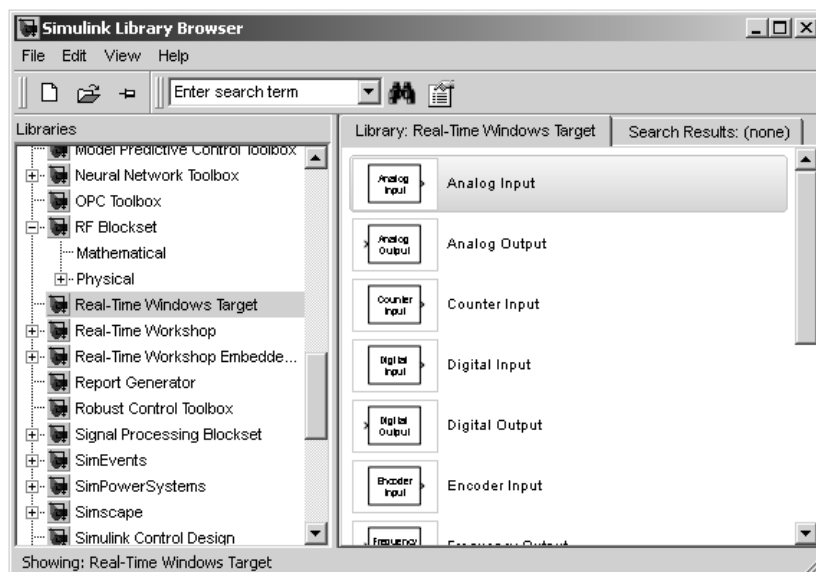 Simulink Library Browser
File Edit View Help
Enter search term
Libraries
Library: Real-Time Windows Target
Search Results: (none)
Model Predictive Control Toolbox
Neural Network Toolbox
OPC Toolbox
RF Blockset
Mathematical
Physical
Real-Time Windows Target
Real-Time Workshop
Real-Time Workshop Embedde...
Report Generator
Robust Control Toolbox
Signal Processing Blockset
SimEvents
SimPowerSystems
Simscape
Simulink Control Design
Analog Input
Analog Input
Analog Output
Analog Output
Counter Input
Counter Input
Digital Input
Digital Input
Digital Output
Digital Output
Encoder Input
Encoder Input
Frequency
Frequency Output
Showing: Real-Time Windows Target